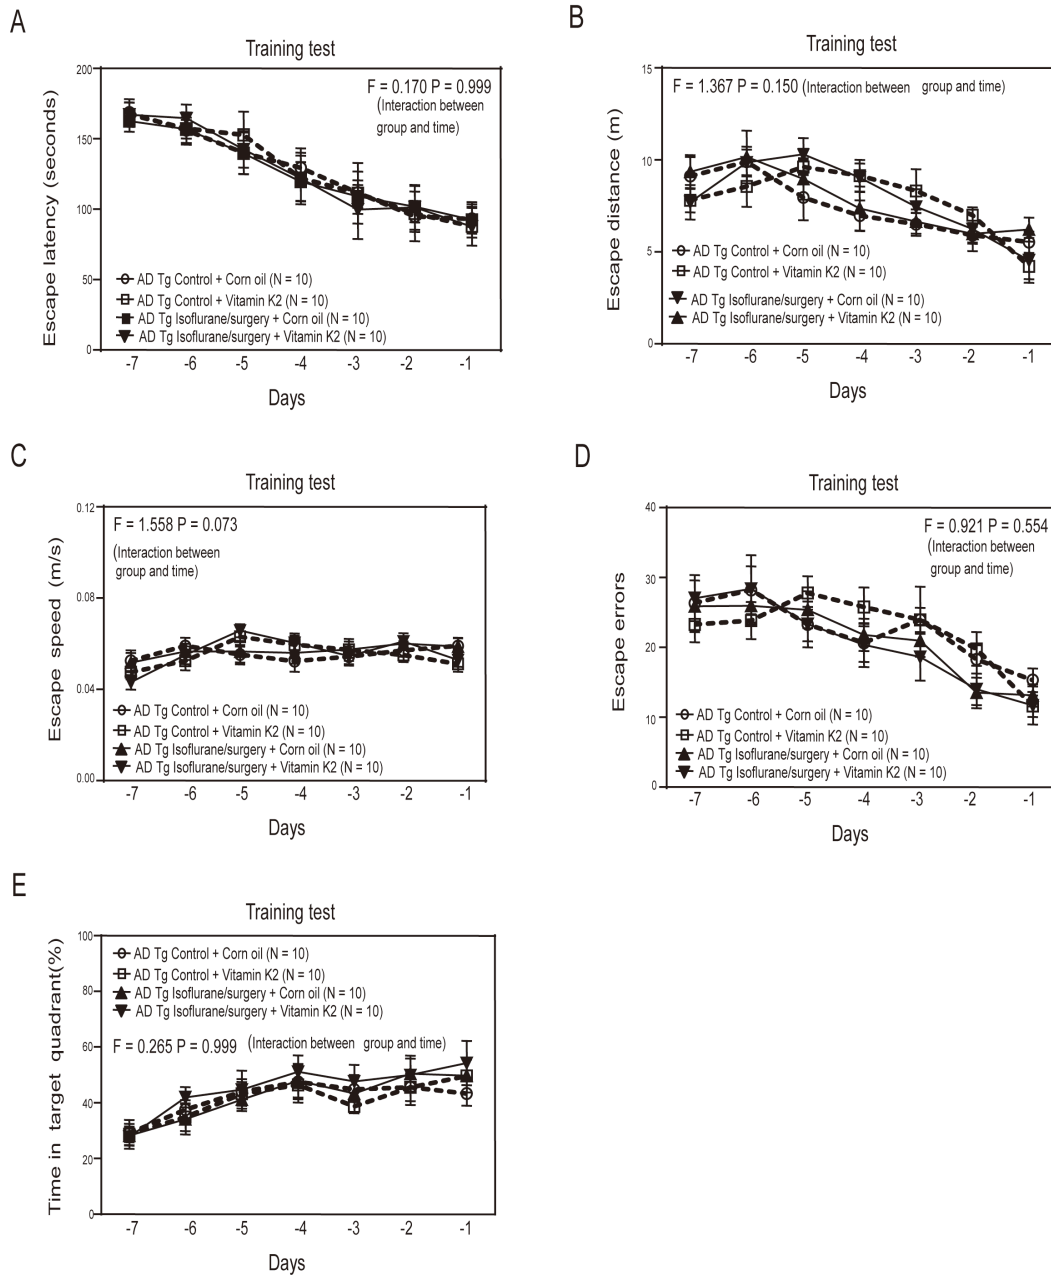 A
Training test
Escape latency (seconds)
200
150
100
50
0
F = 0.170 P = 0.999
(Interaction between
group and time)
AD Tg Control + Corn oil (N = 10)
AD Tg Control + Vitamin K2 (N = 10)
AD Tg Isoflurane/surgery + Corn oil (N = 10)
AD Tg Isoflurane/surgery + Vitamin K2 (N = 10)
-7 -6 -5 -4 -3 -2 -1
Days
B
Training test
Escape distance (m)
15
10
5
0
F = 1.367 P = 0.150 (Interaction between group and time)
AD Tg Control + Corn oil (N = 10)
AD Tg Control + Vitamin K2 (N = 10)
AD Tg Isoflurane/surgery + Corn oil (N = 10)
AD Tg Isoflurane/surgery + Vitamin K2 (N = 10)
-7 -6 -5 -4 -3 -2 -1
Days
C
Training test
Escape speed (m/s)
0.12
0.08
0.04
0.00
F = 1.558 P = 0.073
(Interaction between
group and time)
AD Tg Control + Corn oil (N = 10)
AD Tg Control + Vitamin K2 (N = 10)
AD Tg Isoflurane/surgery + Corn oil (N = 10)
AD Tg Isoflurane/surgery + Vitamin K2 (N = 10)
-7 -6 -5 -4 -3 -2 -1
Days
D
Training test
Escape errors
40
30
20
10
0
F = 0.921 P = 0.554
(Interaction between
group and time)
AD Tg Control + Corn oil (N = 10)
AD Tg Control + Vitamin K2 (N = 10)
AD Tg Isoflurane/surgery + Corn oil (N = 10)
AD Tg Isoflurane/surgery + Vitamin K2 (N = 10)
-7 -6 -5 -4 -3 -2 -1
Days
E
Training test
Time in target quadrant(%)
100
80
60
40
20
0
AD Tg Control + Corn oil (N = 10)
AD Tg Control + Vitamin K2 (N = 10)
AD Tg Isoflurane/surgery + Corn oil (N = 10)
AD Tg Isoflurane/surgery + Vitamin K2 (N = 10)
F = 0.265 P = 0.999 (Interaction between group and time)
-7 -6 -5 -4 -3 -2 -1
Days